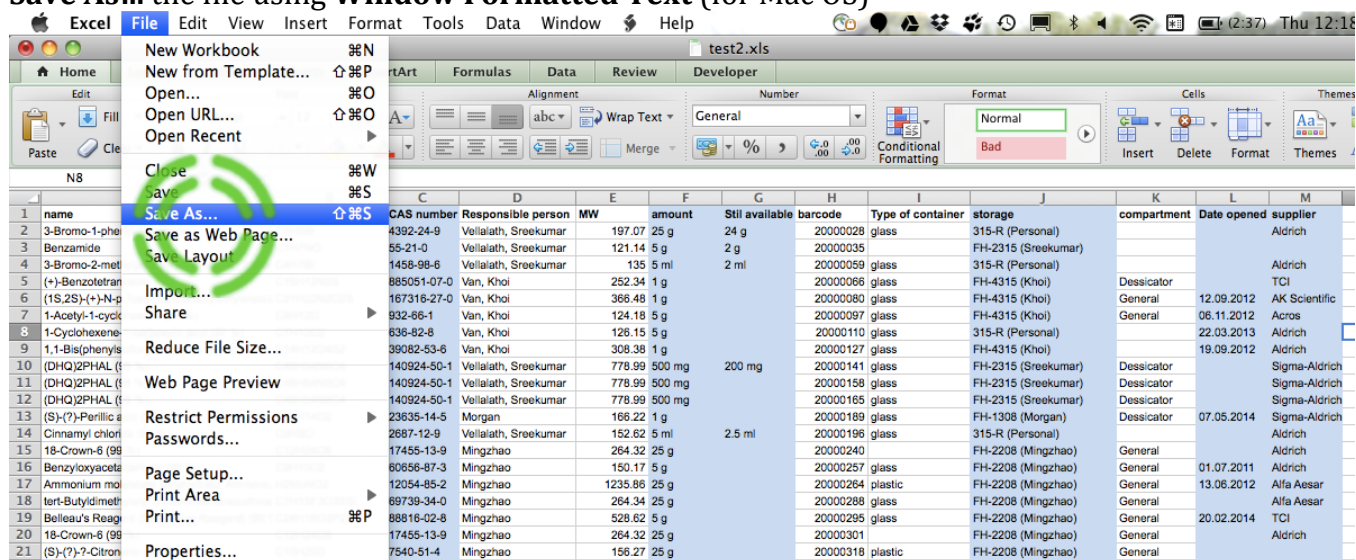 Save As... the file using Window Formatted Text (for Mac OS)
Excel File Edit View Insert Format Tools Data Window Help (2:37) Thu 12:18
New Workbook ⌘N test2.xls
Home New from Template... ⇧⌘P rtArt Formulas Data Review Developer
Edit Open... ⌘O Alignment Number Format Cells Themes
Fill Open URL... ⇧⌘O A abc Wrap Text General Normal Aa
Open Recent
Paste Cle Merge % , .0 .00 .00 .0 Conditional Formatting Bad Insert Delete Format Themes
N8 Close ⌘W
Save ⌘S C D E F G H I J K L M
1 name Save As... ⇧⌘S CAS number Responsible person MW amount Stil available barcode Type of container storage compartment Date opened supplier
2 3-Bromo-1-phe Save as Web Page... 4392-24-9 Vellalath, Sreekumar 197.07 25 g 24 g 20000028 glass 315-R (Personal) Aldrich
3 Benzamide Save Layout 55-21-0 Vellalath, Sreekumar 121.14 5 g 2 g 20000035 FH-2315 (Sreekumar)
4 3-Bromo-2-met 1458-98-6 Vellalath, Sreekumar 135 5 ml 2 ml 20000059 glass 315-R (Personal) Aldrich
5 (+)-Benzotetran Import... 885051-07-0 Van, Khoi 252.34 1 g 20000066 glass FH-4315 (Khoi) Dessicator TCI
6 (1S,2S)-(+)-N-p Share 167316-27-0 Van, Khoi 366.48 1 g 20000080 glass FH-4315 (Khoi) General 12.09.2012 AK Scientific
7 1-Acetyl-1-cyclo 932-66-1 Van, Khoi 124.18 5 g 20000097 glass FH-4315 (Khoi) General 06.11.2012 Acros
8 1-Cyclohexene- Reduce File Size... 636-82-8 Van, Khoi 126.15 5 g 20000110 glass 315-R (Personal) 22.03.2013 Aldrich
9 1,1-Bis(phenyls 39082-53-6 Van, Khoi 308.38 1 g 20000127 glass FH-4315 (Khoi) 19.09.2012 Aldrich
10 (DHQ)2PHAL (9 Web Page Preview 140924-50-1 Vellalath, Sreekumar 778.99 500 mg 200 mg 20000141 glass FH-2315 (Sreekumar) Dessicator Sigma-Aldrich
11 (DHQ)2PHAL (9 140924-50-1 Vellalath, Sreekumar 778.99 500 mg 20000158 glass FH-2315 (Sreekumar) Dessicator Sigma-Aldrich
12 (DHQ)2PHAL (9 Restrict Permissions 140924-50-1 Vellalath, Sreekumar 778.99 500 mg 20000165 glass FH-2315 (Sreekumar) Dessicator Sigma-Aldrich
13 (S)-(?)-Perillic a Passwords... 23635-14-5 Morgan 166.22 1 g 20000189 glass FH-1308 (Morgan) Dessicator 07.05.2014 Sigma-Aldrich
14 Cinnamyl chlori 2687-12-9 Vellalath, Sreekumar 152.62 5 ml 2.5 ml 20000196 glass 315-R (Personal) Aldrich
15 18-Crown-6 (99 Page Setup... 17455-13-9 Mingzhao 264.32 25 g 20000240 FH-2208 (Mingzhao) General Aldrich
16 Benzyloxyaceta Print Area 60656-87-3 Mingzhao 150.17 5 g 20000257 glass FH-2208 (Mingzhao) General 01.07.2011 Aldrich
17 Ammonium mol 12054-85-2 Mingzhao 1235.86 25 g 20000264 plastic FH-2208 (Mingzhao) General 13.06.2012 Alfa Aesar
18 tert-Butyldimeth 69739-34-0 Mingzhao 264.34 25 g 20000288 glass FH-2208 (Mingzhao) General Alfa Aesar
19 Belleau's Reage Print... ⌘P 88816-02-8 Mingzhao 528.62 5 g 20000295 glass FH-2208 (Mingzhao) General 20.02.2014 TCI
20 18-Crown-6 (99 17455-13-9 Mingzhao 264.32 25 g 20000301 FH-2208 (Mingzhao) General Aldrich
21 (S)-(?)-?-Citron Properties... 7540-51-4 Mingzhao 156.27 25 g 20000318 plastic FH-2208 (Mingzhao) General Aldrich